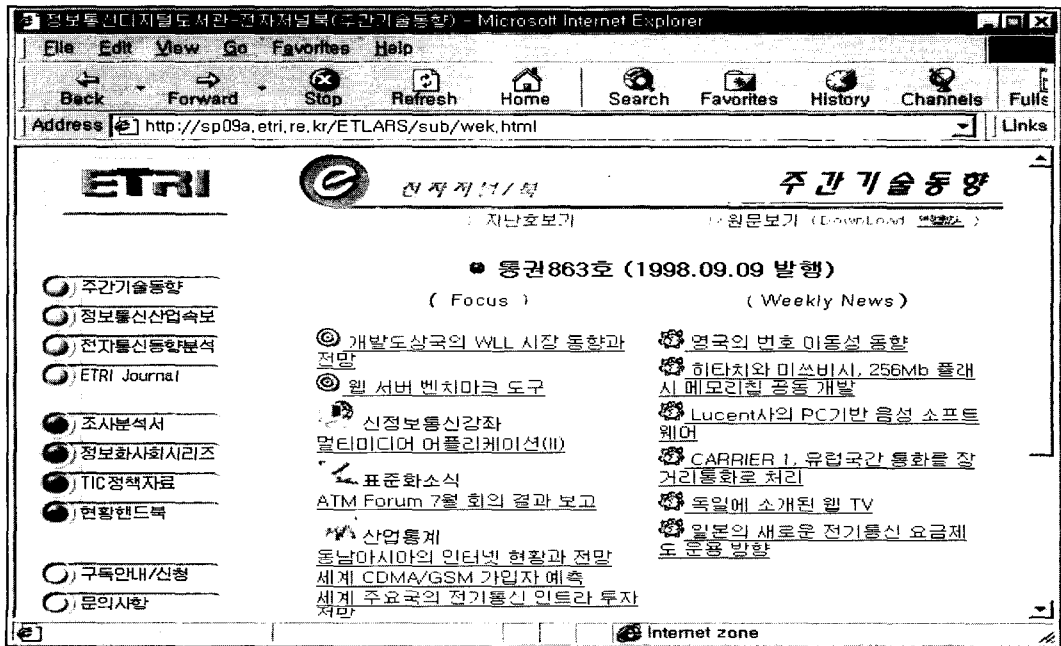 정보통신디지털도서관-전자저널북(주간기술동향) - Microsoft Internet Explorer
File Edit View Go Favorites Help
Back Forward Stop Refresh Home Search Favorites History Channels Fulls
Address http://sp09a.etri.re.kr/ETLARS/sub/wek.html Links
ETRI
e 전자저널/북 주간기술동향
지난호보기 원문보기 (DownLoad )
통권863호 (1998.09.09 발행)
( Focus )
(Weekly News)
주간기술동향
정보통신산업속보
전자통신동향분석
ETRI Journal
조사분석서
정보화사회시리즈
TIC정책자료
현황핸드북
구독안내/신청
문의사항
개발도상국의 WLL 시장 동향과
전망
웹 서버 벤치마크 도구
신정보통신강좌
멀티미디어 어플리케이션(II)
표준화소식
ATM Forum 7월 회의 결과 보고
산업통계
동남아시아의 인터넷 현황과 전망
세계 CDMA/GSM 가입자 예측
세계 주요국의 전기통신 인트라 투자
전망
영국의 번호 이동성 동향
히타치와 미쓰비시, 256Mb 플래
시 메모리칩 공동 개발
Lucent사의 PC기반 음성 소프트
웨어
CARRIER 1, 유럽국간 통화를 장
거리통화로 처리
독일에 소개된 웹 TV
일본의 새로운 전기통신 요금제
도 운용 방향
Internet zone